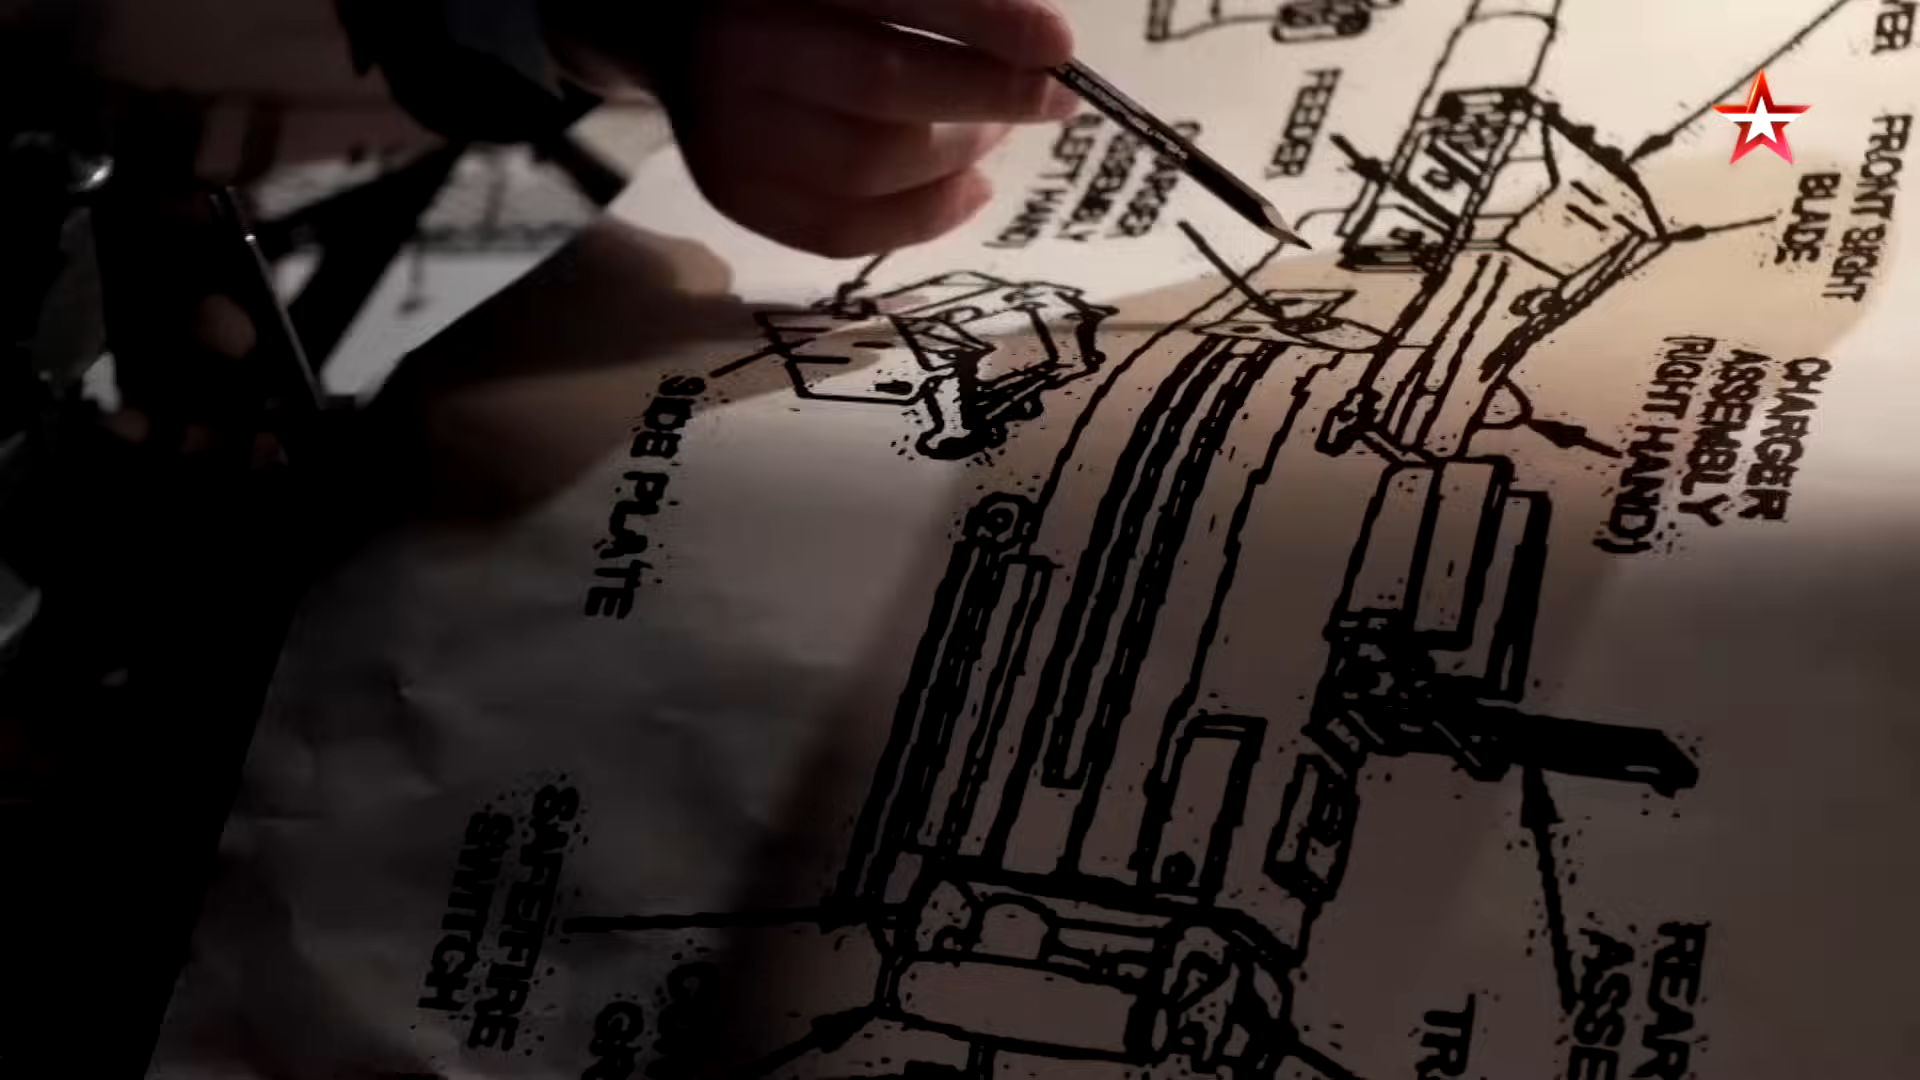 FEEDER
CHARGER
ASSEMBLY
(LEFT HAND)
FRONT SIGHT
BLADE
CHARGER
ASSEMBLY
(RIGHT HAND)
SIDE PLATE
SAFE/FIRE
SWITCH
REAR